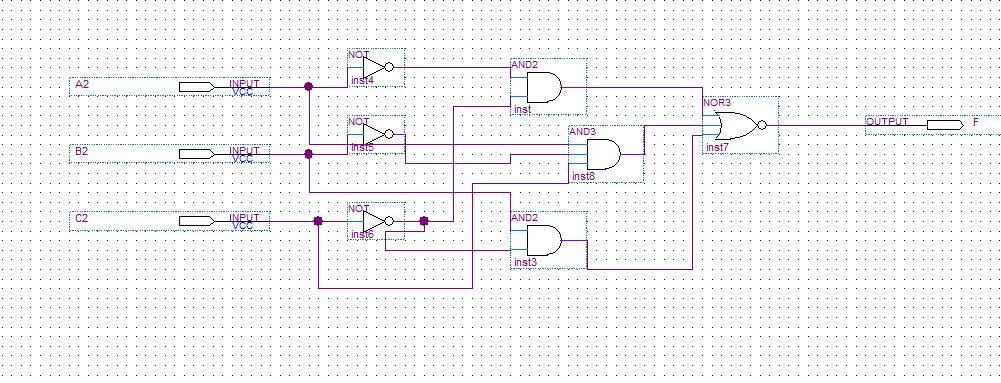 NOT
inst4
AND2
inst
A2
INPUT
VCC
NOR3
inst7
OUTPUT
F
NOT
inst5
AND3
inst8
B2
INPUT
VCC
NOT
inst6
C2
INPUT
VCC
AND2
inst3